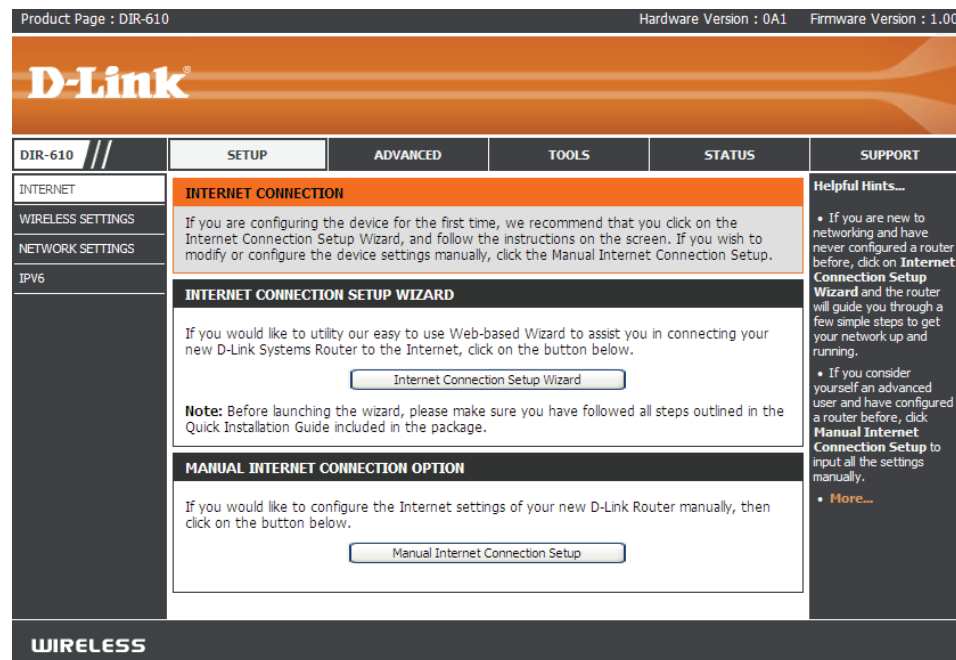 Product Page : DIR-610
Hardware Version : 0A1
Firmware Version : 1.00
D-Link®
DIR-610
SETUP
ADVANCED
TOOLS
STATUS
SUPPORT
INTERNET
WIRELESS SETTINGS
NETWORK SETTINGS
IPV6
INTERNET CONNECTION
If you are configuring the device for the first time, we recommend that you click on the
Internet Connection Setup Wizard, and follow the instructions on the screen. If you wish to
modify or configure the device settings manually, click the Manual Internet Connection Setup.
INTERNET CONNECTION SETUP WIZARD
If you would like to utility our easy to use Web-based Wizard to assist you in connecting your
new D-Link Systems Router to the Internet, click on the button below.
Internet Connection Setup Wizard
Note: Before launching the wizard, please make sure you have followed all steps outlined in the
Quick Installation Guide included in the package.
MANUAL INTERNET CONNECTION OPTION
If you would like to configure the Internet settings of your new D-Link Router manually, then
click on the button below.
Manual Internet Connection Setup
Helpful Hints...
• If you are new to
networking and have
never configured a router
before, click on Internet
Connection Setup
Wizard and the router
will guide you through a
few simple steps to get
your network up and
running.
• If you consider
yourself an advanced
user and have configured
a router before, click
Manual Internet
Connection Setup to
input all the settings
manually.
• More...
WIRELESS